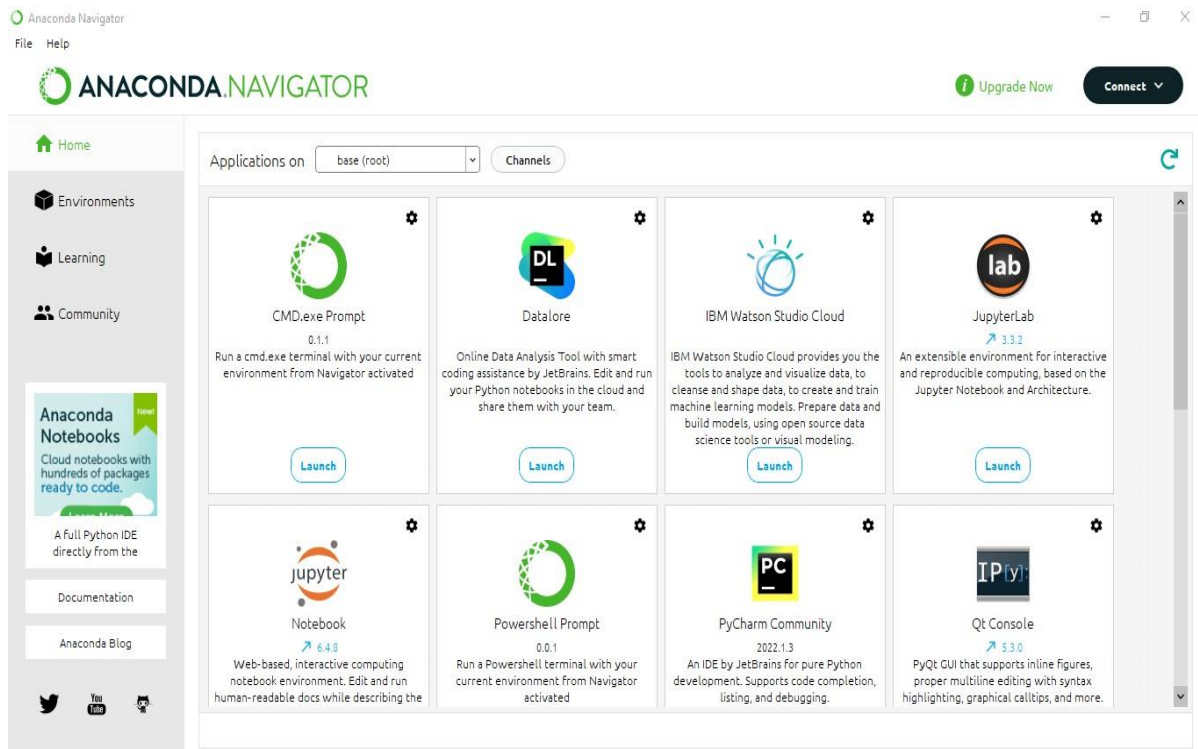 Anaconda Navigator
File Help
ANACONDA.NAVIGATOR
Upgrade Now
Connect
Home
Applications on base (root) Channels
Environments
Learning
Community
CMD.exe Prompt
0.1.1
Run a cmd.exe terminal with your current
environment from Navigator activated
Launch
DL
Datalore
Online Data Analysis Tool with smart
coding assistance by JetBrains. Edit and run
your Python notebooks in the cloud and
share them with your team.
Launch
IBM Watson Studio Cloud
IBM Watson Studio Cloud provides you the
tools to analyze and visualize data, to
cleanse and shape data, to create and train
machine learning models. Prepare data and
build models, using open source data
science tools or visual modeling.
Launch
lab
JupyterLab
3.3.2
An extensible environment for interactive
and reproducible computing, based on the
Jupyter Notebook and Architecture.
Launch
Anaconda
Notebooks
New!
Cloud notebooks with
hundreds of packages
ready to code.
Learn More
A full Python IDE
directly from the
Documentation
Anaconda Blog
You
Tube
jupyter
Notebook
6.4.8
Web-based, interactive computing
notebook environment. Edit and run
human-readable docs while describing the
Powershell Prompt
0.0.1
Run a Powershell terminal with your
current environment from Navigator
activated
PC
PyCharm Community
2022.1.3
An IDE by JetBrains for pure Python
development. Supports code completion,
listing, and debugging.
IP[y]:
Qt Console
5.3.0
PyQt GUI that supports inline figures,
proper multiline editing with syntax
highlighting, graphical calltips, and more.